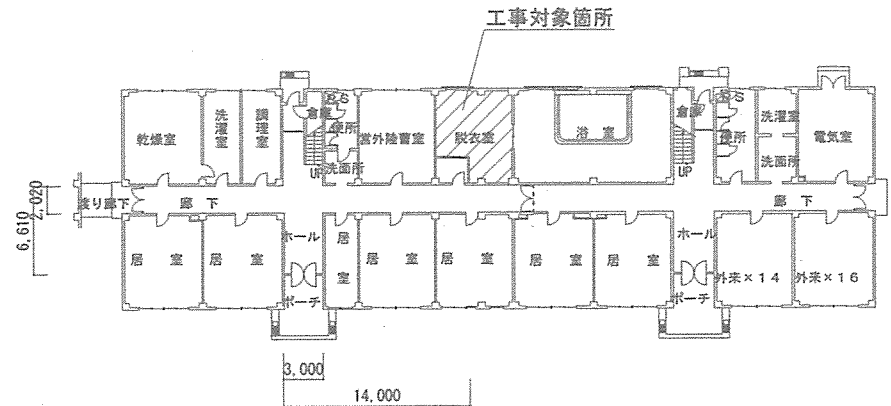 工事対象箇所
乾燥室
洗濯室
調理室
倉庫
P.S
便所
洗面所
UP
営外陸曹室
脱衣室
浴室
倉庫
UP
P.S
便所
洗濯室
洗面所
電気室
渡り廊下
廊下
廊下
2,020
6,610
居室
居室
ホール
ポーチ
居室
居室
居室
居室
居室
ホール
ポーチ
外来×14
外来×16
3,000
14,000